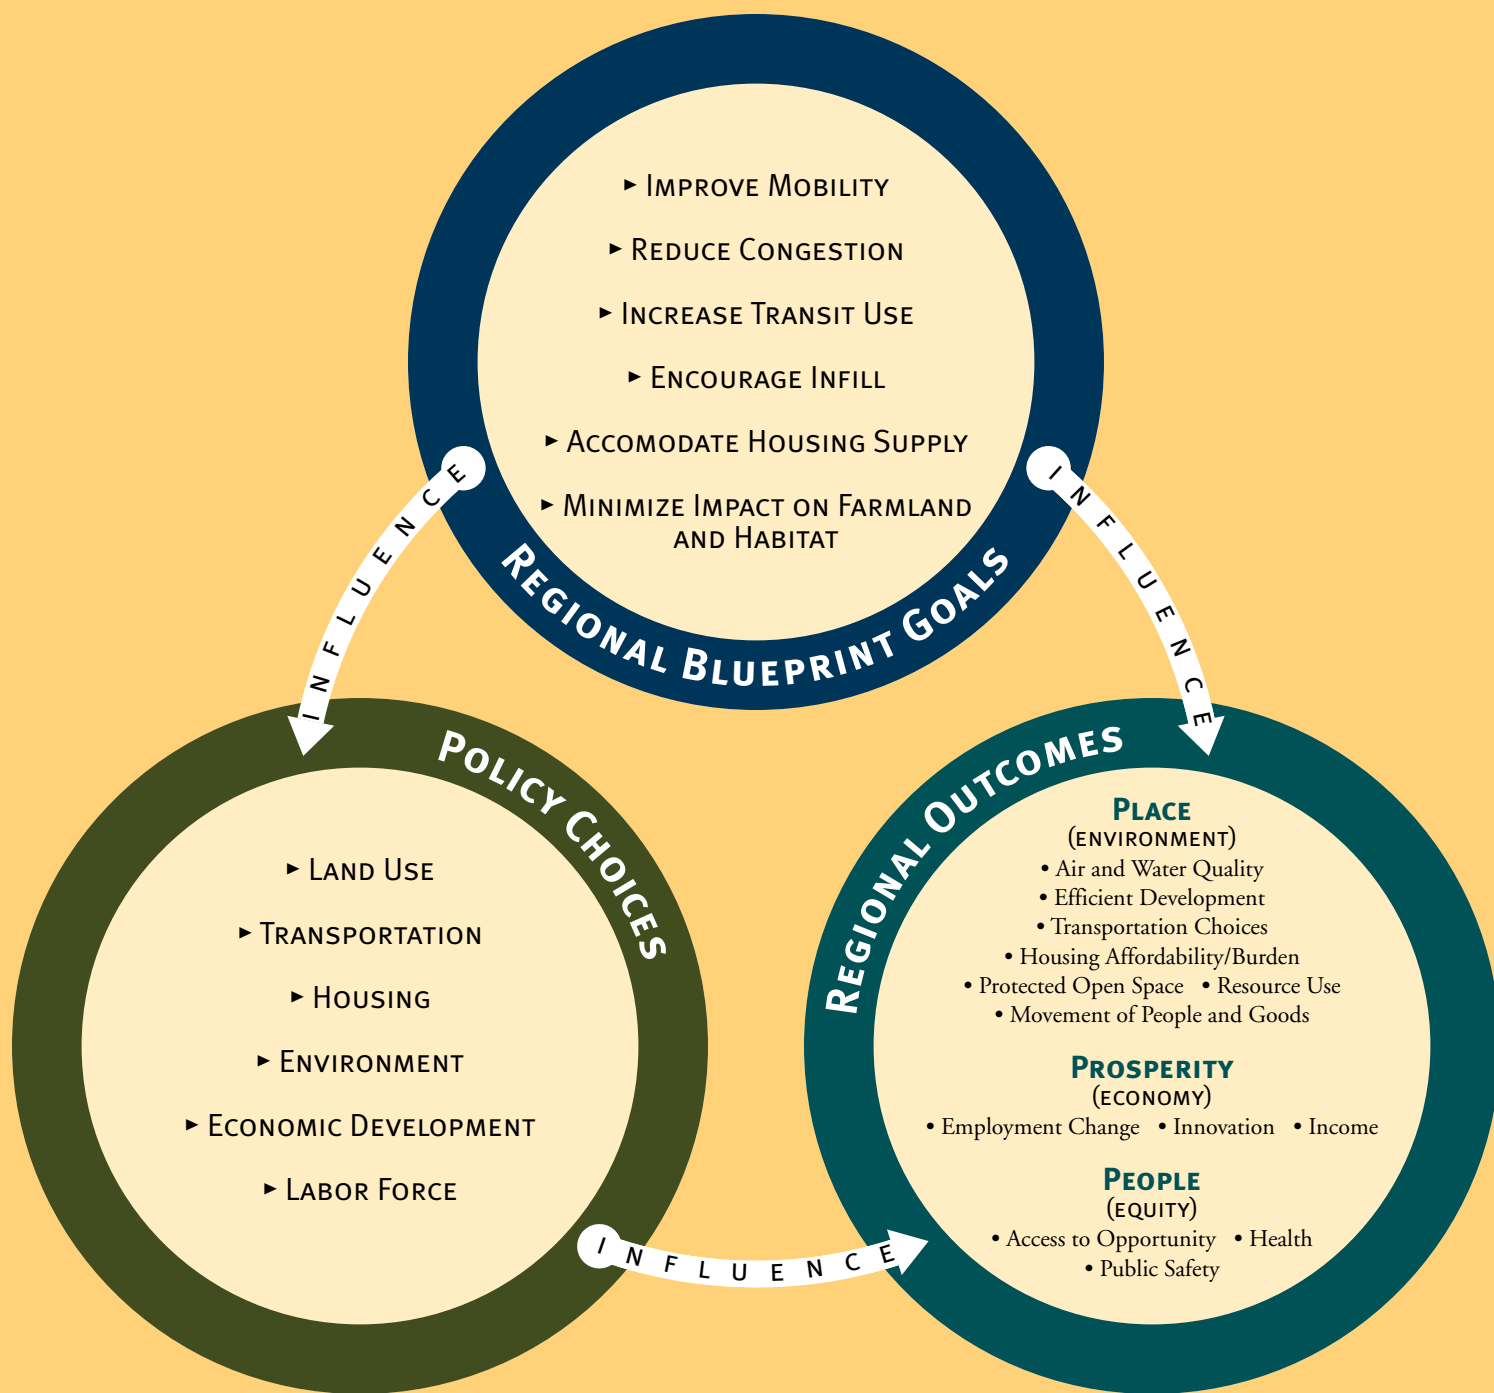 ► Improve Mobility
► Reduce Congestion
► Increase Transit Use
► Encourage Infill
► Accomodate Housing Supply
► Minimize Impact on Farmland
and Habitat
Regional Blueprint Goals
INFLUENCE
INFLUENCE
Policy Choices
► Land Use
► Transportation
► Housing
► Environment
► Economic Development
► Labor Force
INFLUENCE
Regional Outcomes
Place
(environment)
• Air and Water Quality
• Efficient Development
• Transportation Choices
• Housing Affordability/Burden
• Protected Open Space • Resource Use
• Movement of People and Goods
Prosperity
(economy)
• Employment Change • Innovation • Income
People
(equity)
• Access to Opportunity • Health
• Public Safety